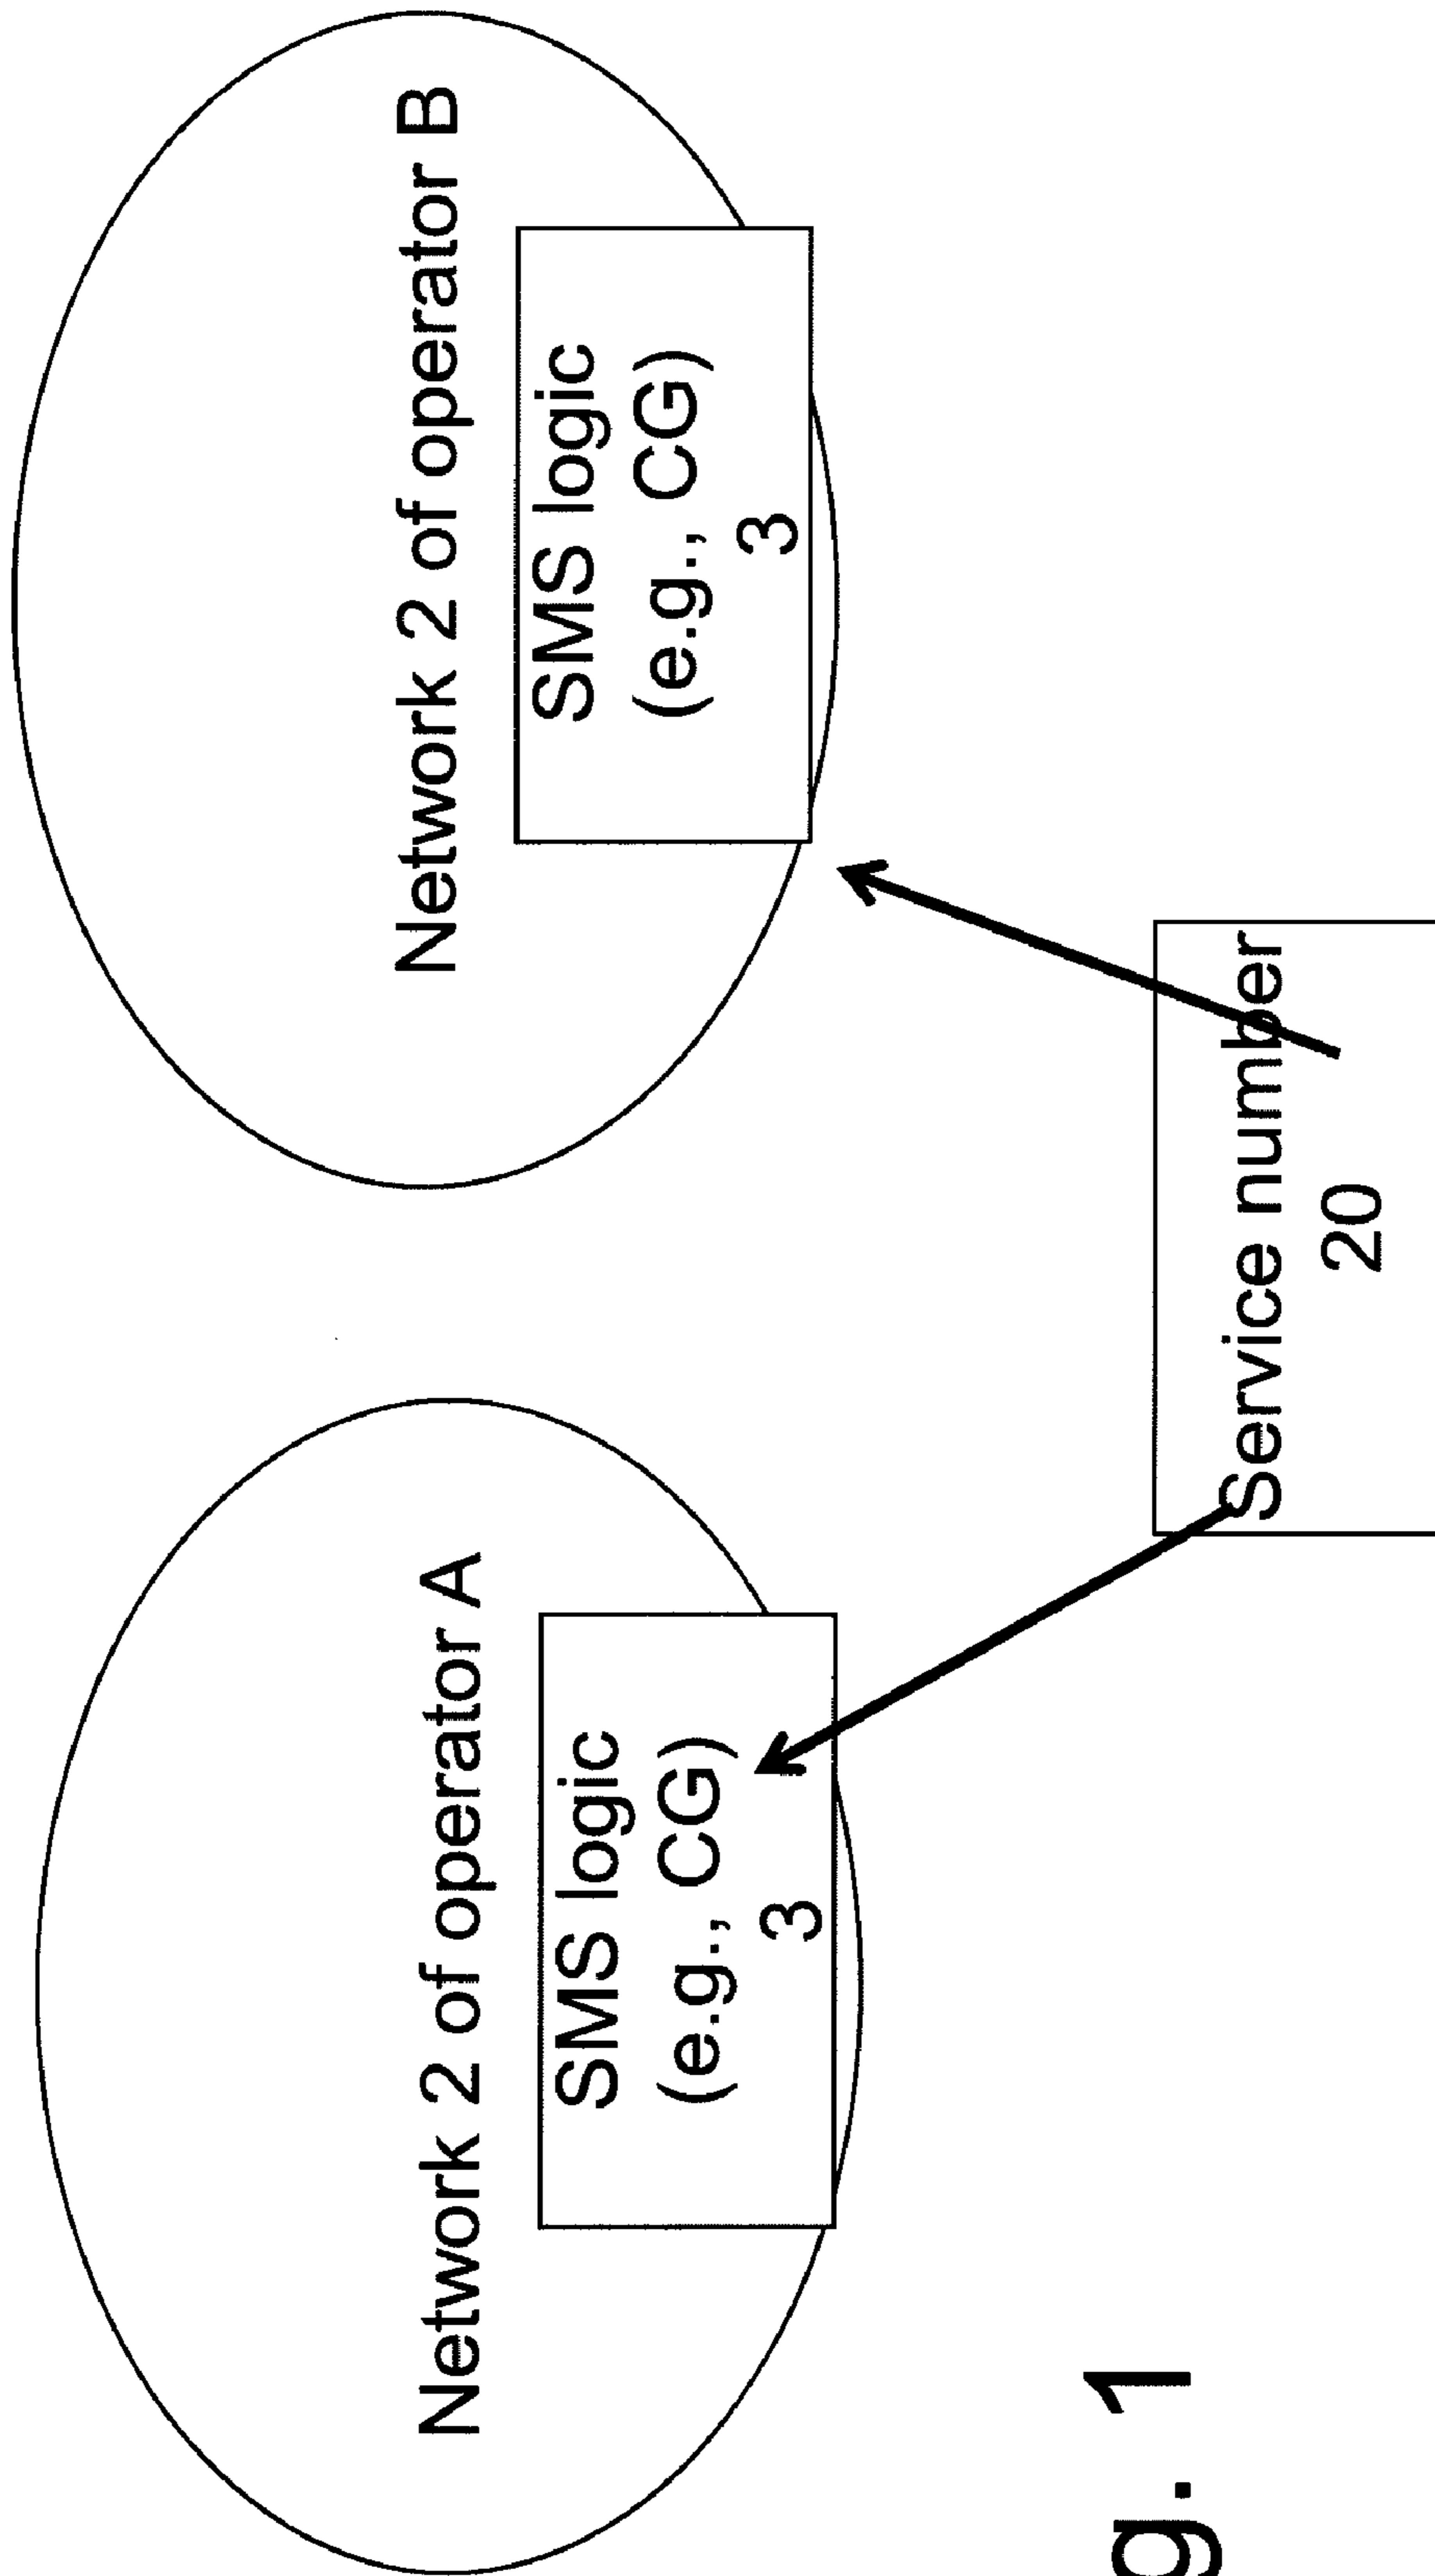 Network 2 of operator A
SMS logic
(e.g., CG)
3
Network 2 of operator B
SMS logic
(e.g., CG)
3
Service number
20
g. 1